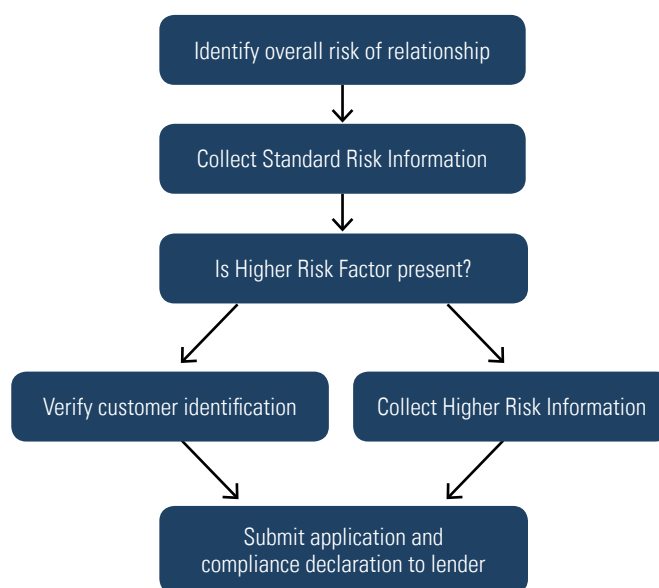 Identify overall risk of relationship
Collect Standard Risk Information
Is Higher Risk Factor present?
Verify customer identification
Collect Higher Risk Information
Submit application and
compliance declaration to lender